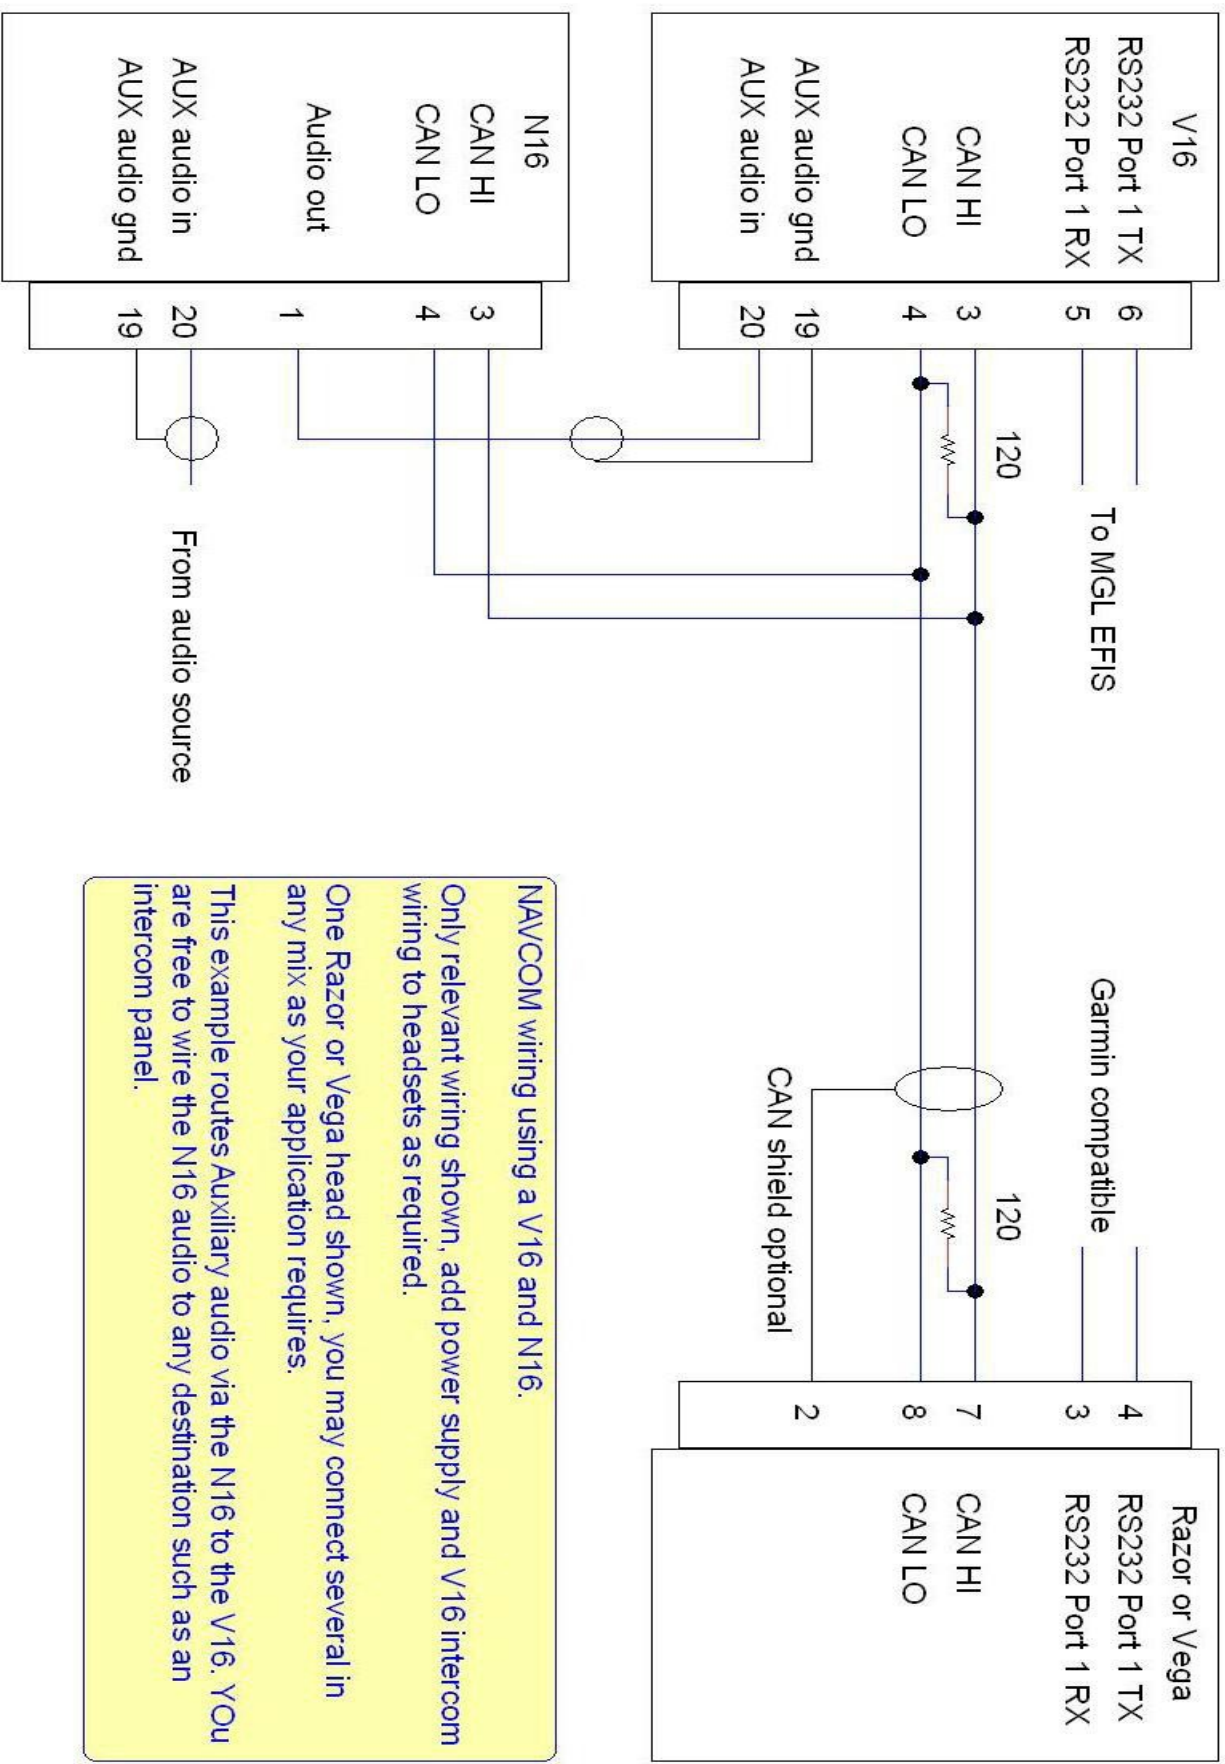 V16
RS232 Port 1 TX
RS232 Port 1 RX
CAN HI
CAN LO
AUX audio gnd
AUX audio in
6
5
3
4
19
20
To MGL EFIS
120
Garmin compatible
120
CAN shield optional
4
3
7
8
2
Razor or Vega
RS232 Port 1 TX
RS232 Port 1 RX
CAN HI
CAN LO
N16
CAN HI
CAN LO
Audio out
AUX audio in
AUX audio gnd
3
4
1
20
19
From audio source
NAVCOM wiring using a V16 and N16.
Only relevant wiring shown, add power supply and V16 intercom
wiring to headsets as required.
One Razor or Vega head shown, you may connect several in
any mix as your application requires.
This example routes Auxiliary audio via the N16 to the V16. YOu
are free to wire the N16 audio to any destination such as an
intercom panel.